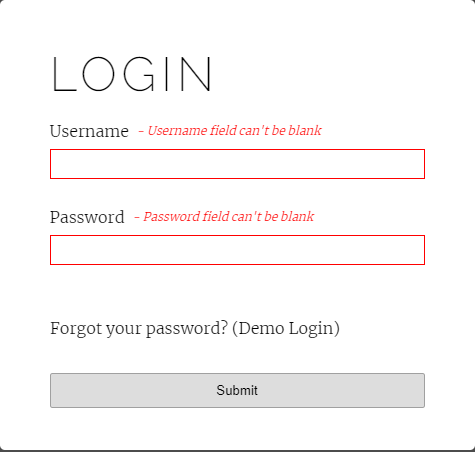 LOGIN
Username - Username field can't be blank
Password - Password field can't be blank
Forgot your password? (Demo Login)
Submit